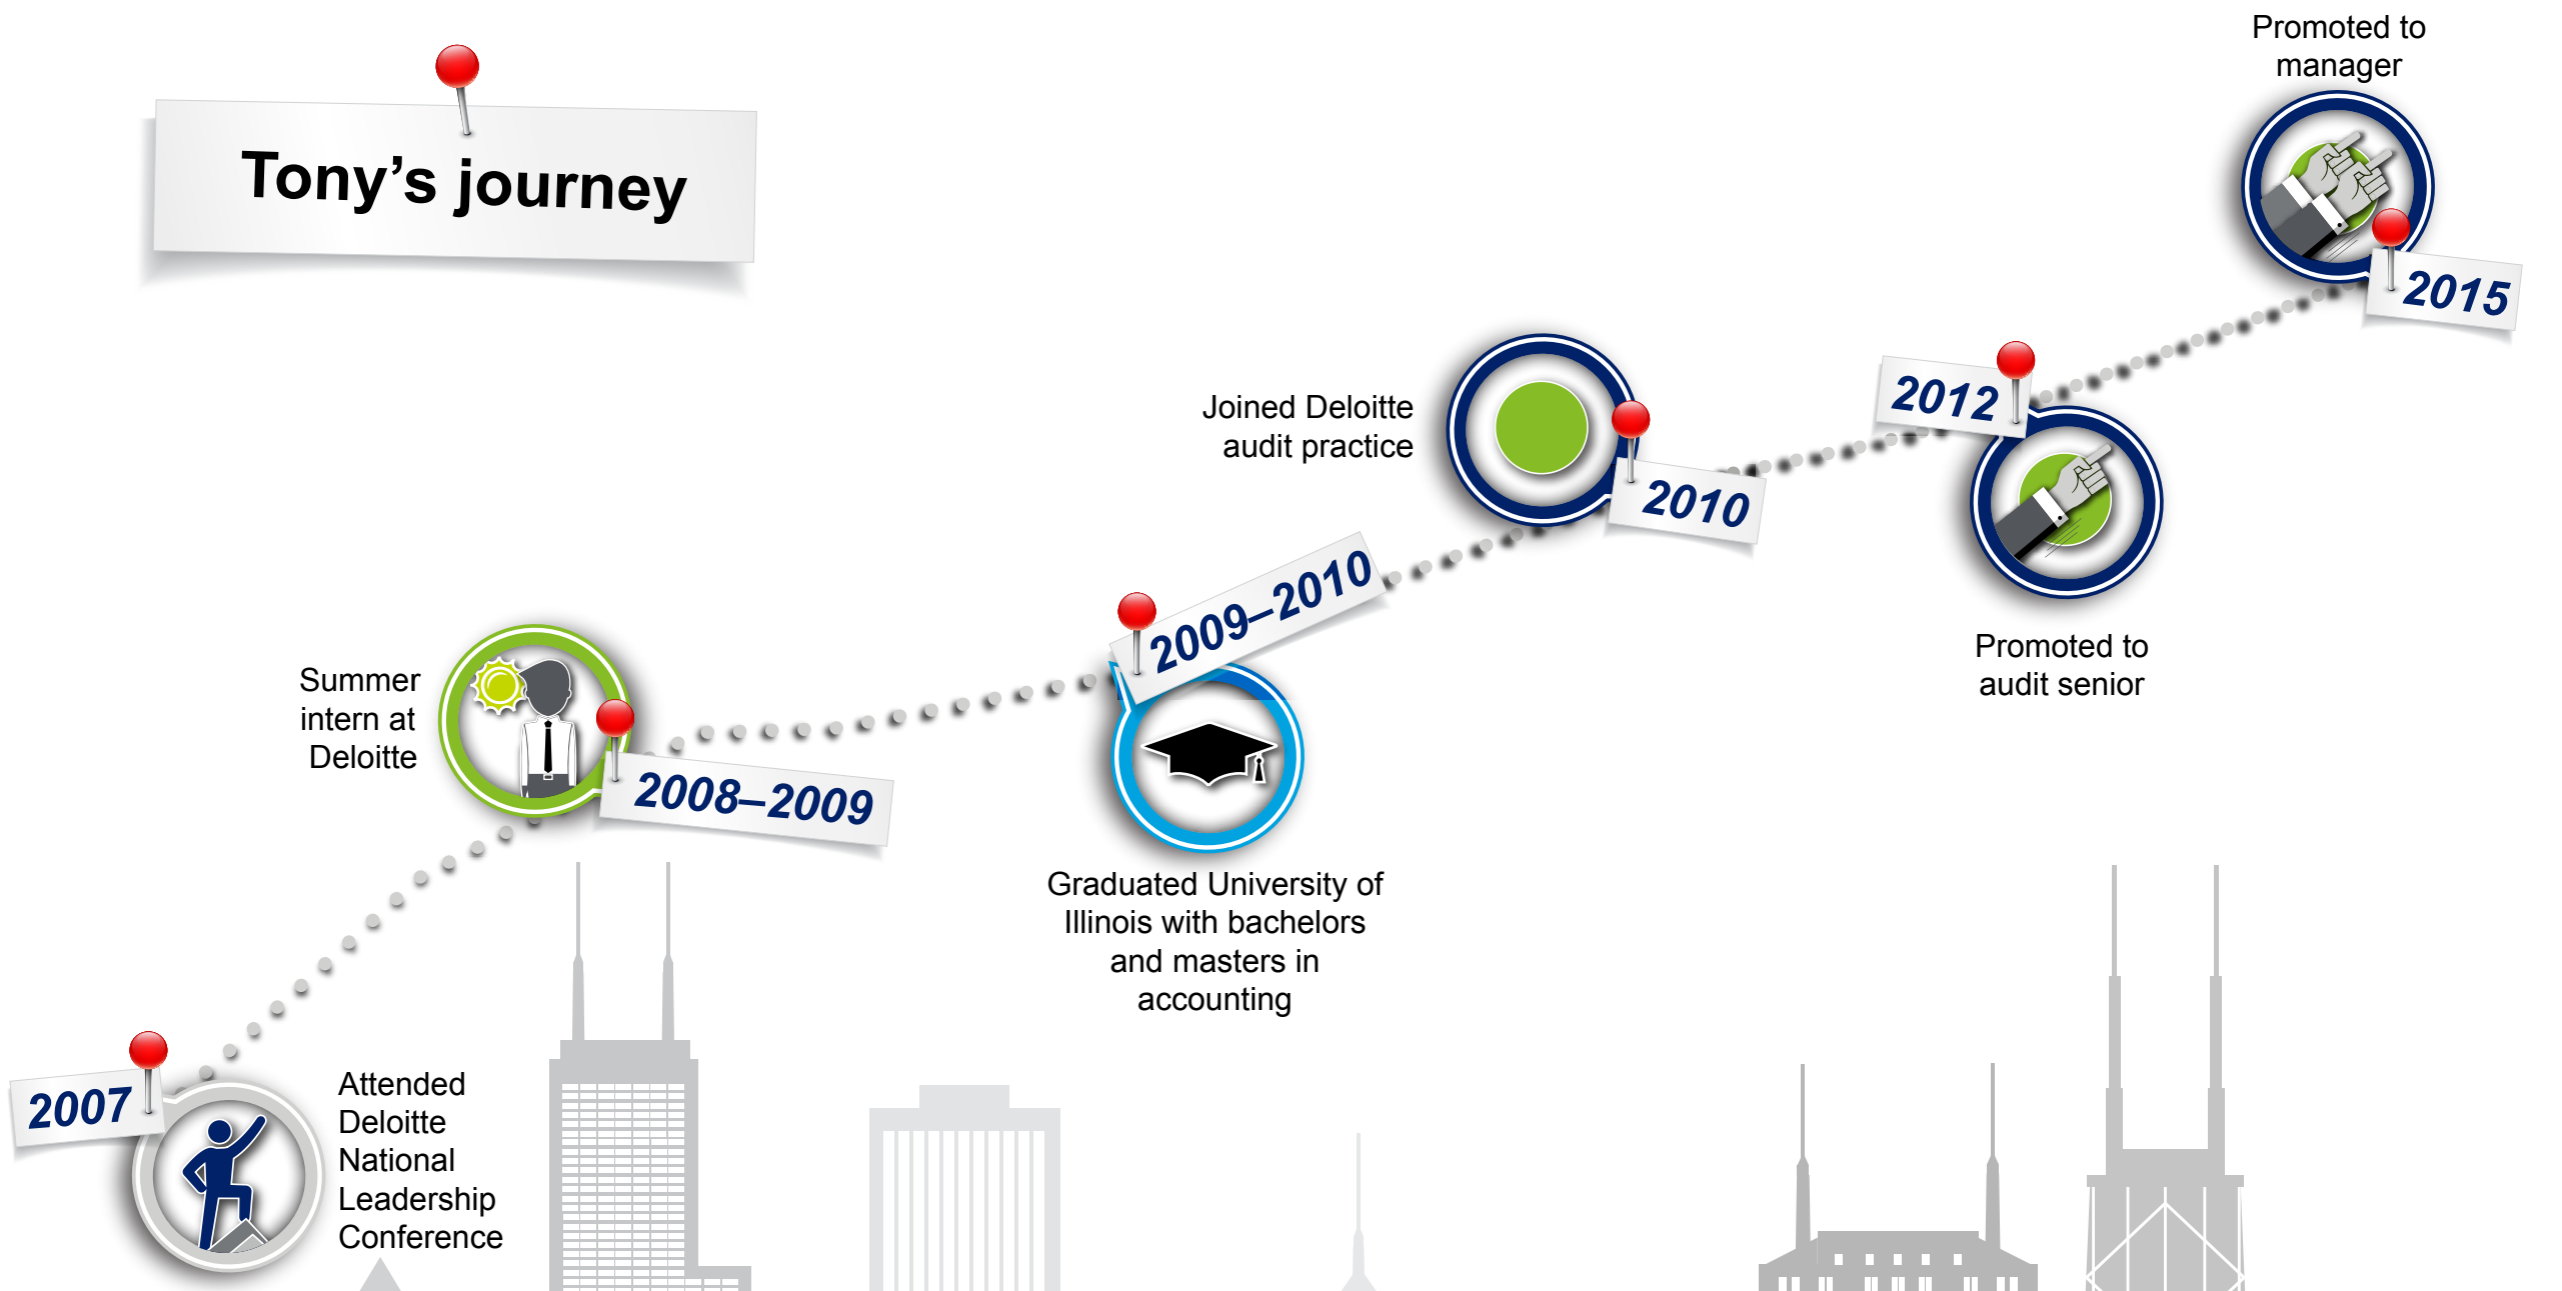 Tony’s journey
2007
Attended
Deloitte
National
Leadership
Conference
Summer
intern at
Deloitte
2008–2009
2009–2010
Graduated University of
Illinois with bachelors
and masters in
accounting
Joined Deloitte
audit practice
2010
2012
Promoted to
audit senior
Promoted to
manager
2015